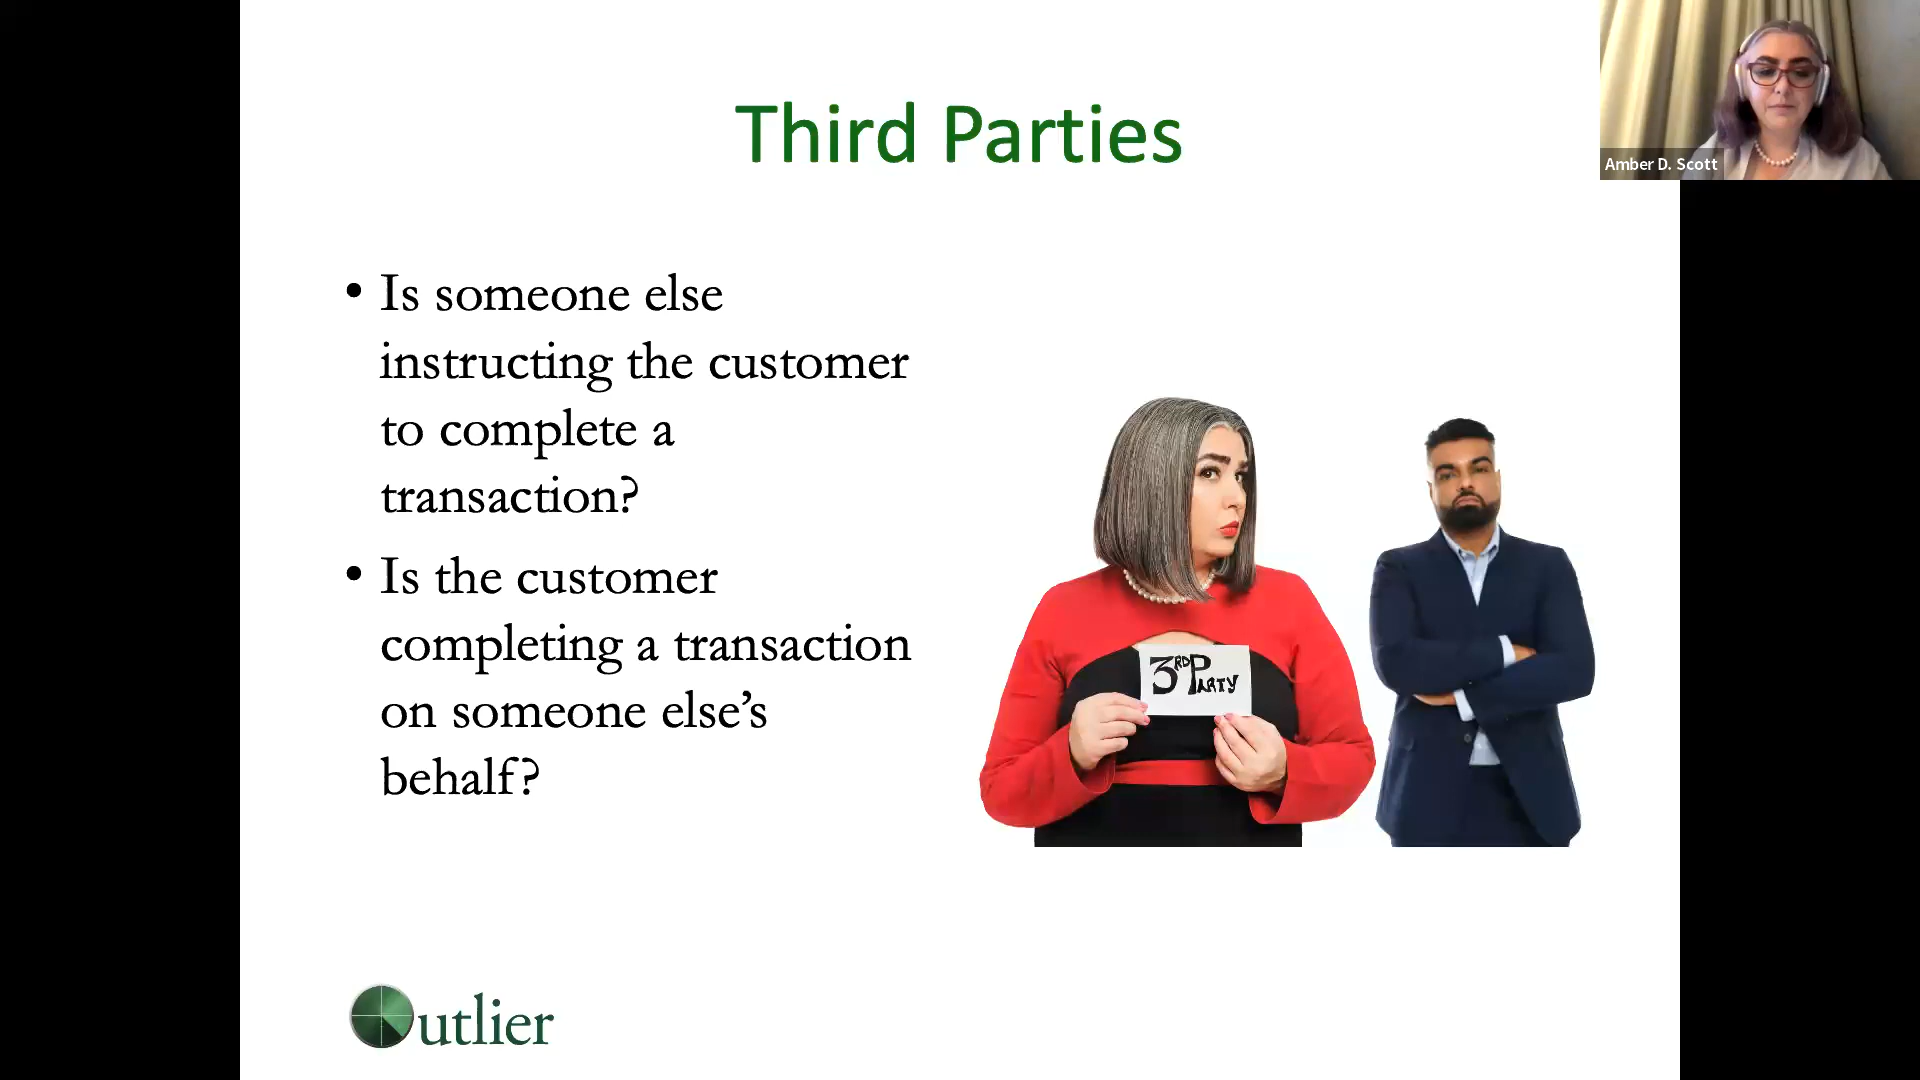 Third Parties
Amber D. Scott
• Is someone else
instructing the customer
to complete a
transaction?
• Is the customer
completing a transaction
on someone else’s
behalf?
3RD PARTY
Outlier